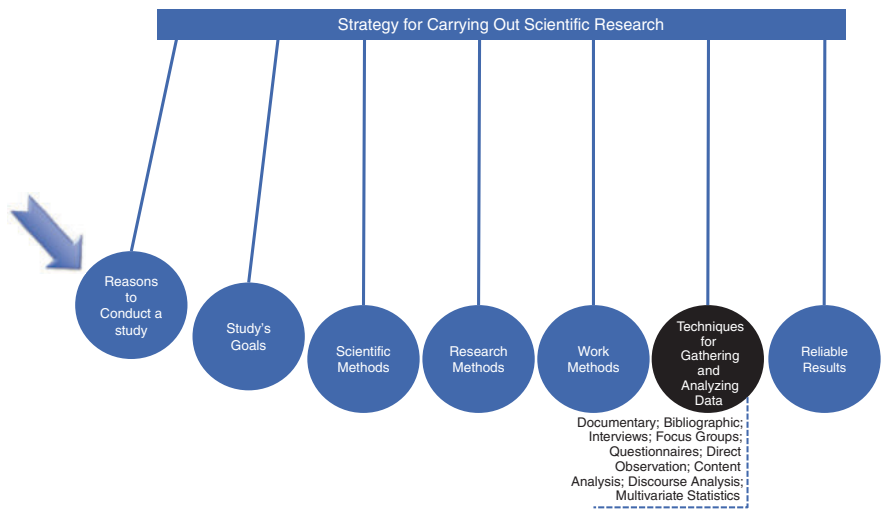 Strategy for Carrying Out Scientific Research
Reasons
to
Conduct a
study
Study's
Goals
Scientific
Methods
Research
Methods
Work
Methods
Techniques
for
Gathering
and
Analyzing
Data
Reliable
Results
Documentary; Bibliographic;
Interviews; Focus Groups;
Questionnaires; Direct
Observation; Content
Analysis; Discourse Analysis;
Multivariate Statistics